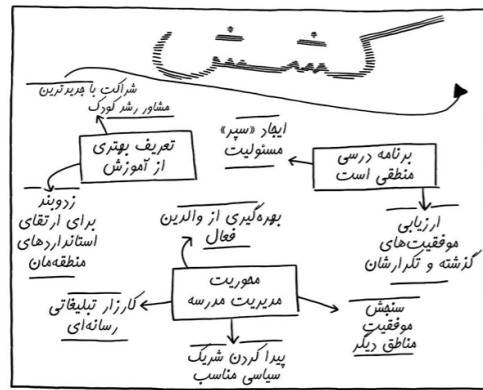 کشش
شراکت با جدیدترین
مشاور رشد کودک
تعریف بهتری
از آموزش
زدوبند
برای ارتقای
استانداردهای
منطقه‌مان
ایجاد «سپر»
مسئولیت
برنامه درسی
منطقی است
ارزیابی
موفقیت‌های
گذشته و تکرارشان
بهره‌گیری از والدین
فعال
محوریت
مدیریت مدرسه
کارزار تبلیغاتی
رسانه‌ای
پیدا کردن شریک
سیاسی مناسب
سنجش
موفقیت
مناطق دیگر